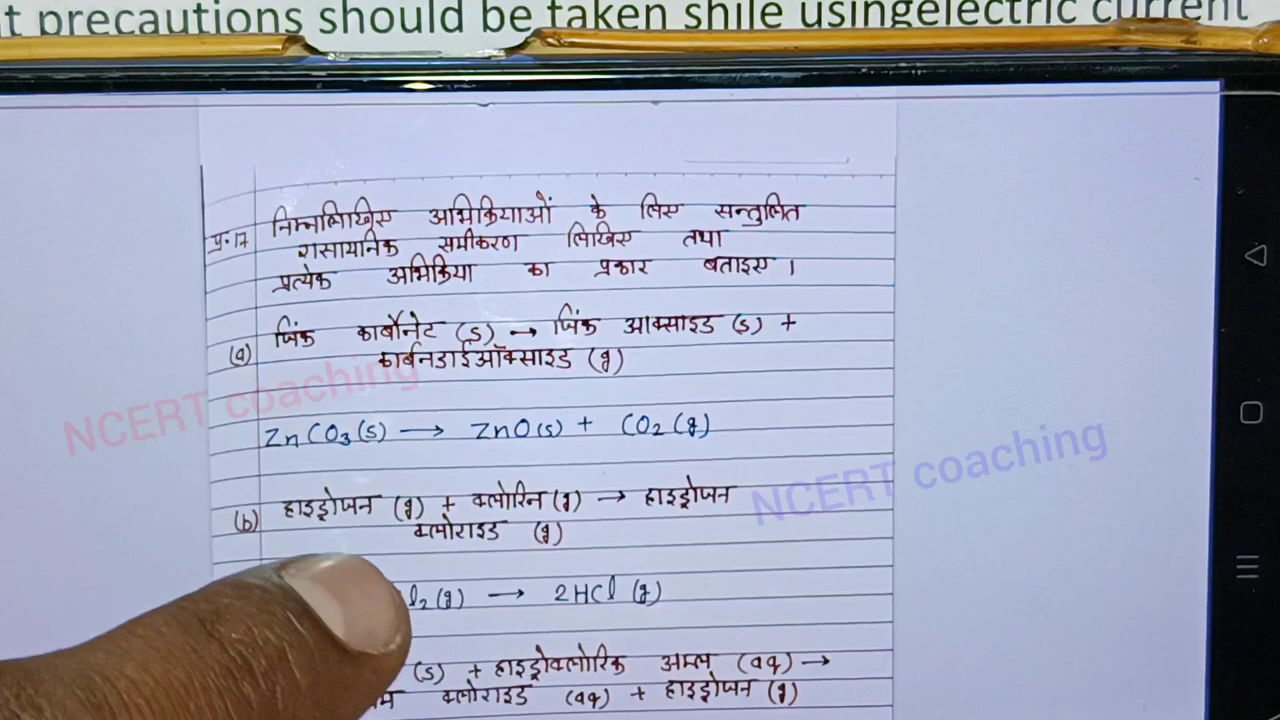 t precautions should be taken shile usingelectric current
प्र.17 निम्नलिखिए अभिक्रियाओं के लिए सन्तुलित
रासायनिक समीकरण लिखिए तथा
प्रत्येक अभिक्रिया का प्रकार बताइए ।
(a) जिंक कार्बोनेट (s) → जिंक आक्साइड (s) +
कार्बनडाईऑक्साइड (g)
NCERT coaching
ZnCO3(s) → ZnO(s) + CO2(g)
NCERT coaching
(b) हाइड्रोजन (g) + क्लोरिन (g) → हाइड्रोजन
क्लोराइड (g)
l2(g) → 2HCl (g)
(s) + हाइड्रोक्लोरिक अम्ल (aq) →
म क्लोराइड (aq) + हाइड्रोजन (g)